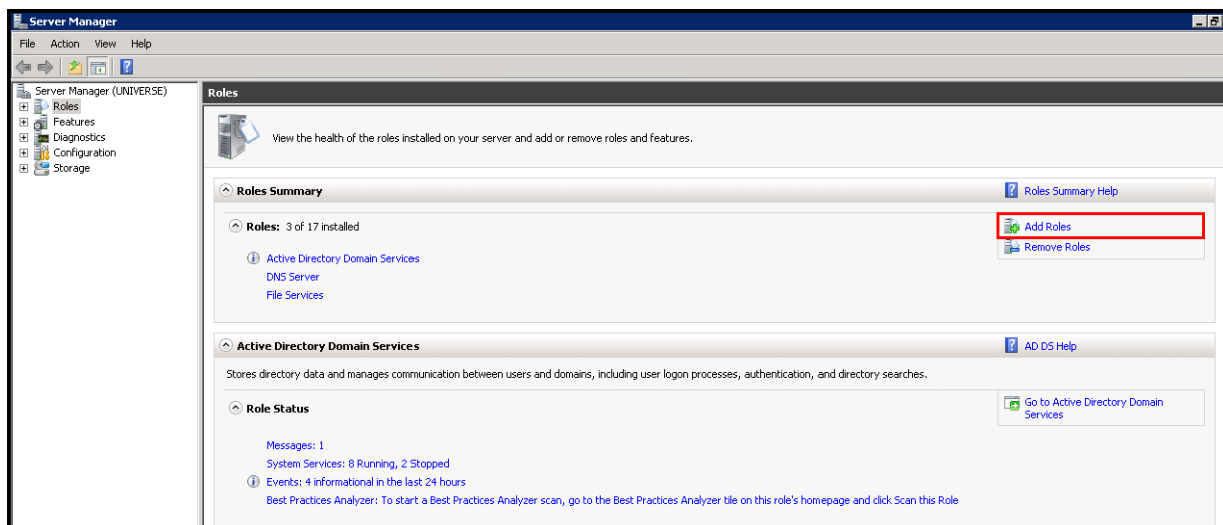 Server Manager
File Action View Help
Server Manager (UNIVERSE)
Roles
Features
Diagnostics
Configuration
Storage
Roles
View the health of the roles installed on your server and add or remove roles and features.
Roles Summary
Roles Summary Help
Roles: 3 of 17 installed
Add Roles
Remove Roles
Active Directory Domain Services
DNS Server
File Services
Active Directory Domain Services
AD DS Help
Stores directory data and manages communication between users and domains, including user logon processes, authentication, and directory searches.
Role Status
Go to Active Directory Domain
Services
Messages: 1
System Services: 8 Running, 2 Stopped
Events: 4 informational in the last 24 hours
Best Practices Analyzer: To start a Best Practices Analyzer scan, go to the Best Practices Analyzer tile on this role's homepage and click Scan this Role